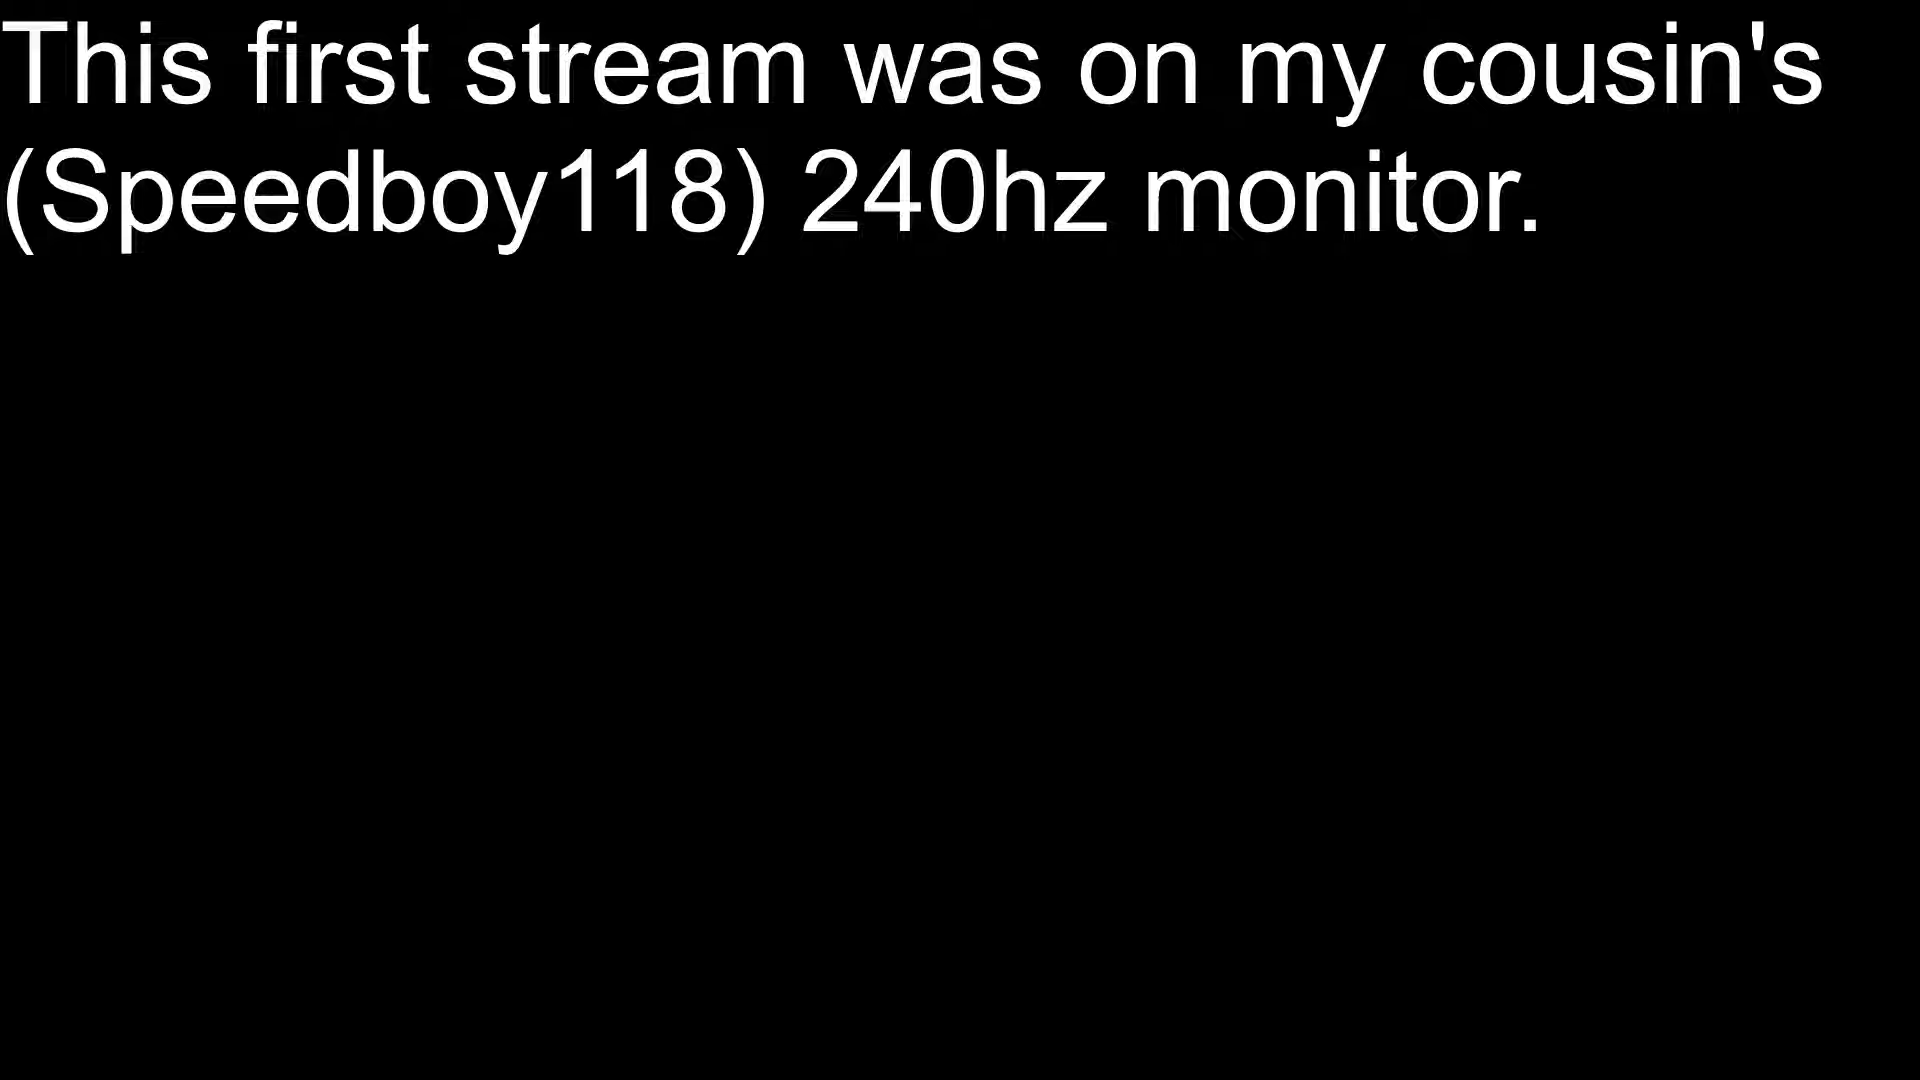 This first stream was on my cousin's
(Speedboy118) 240hz monitor.